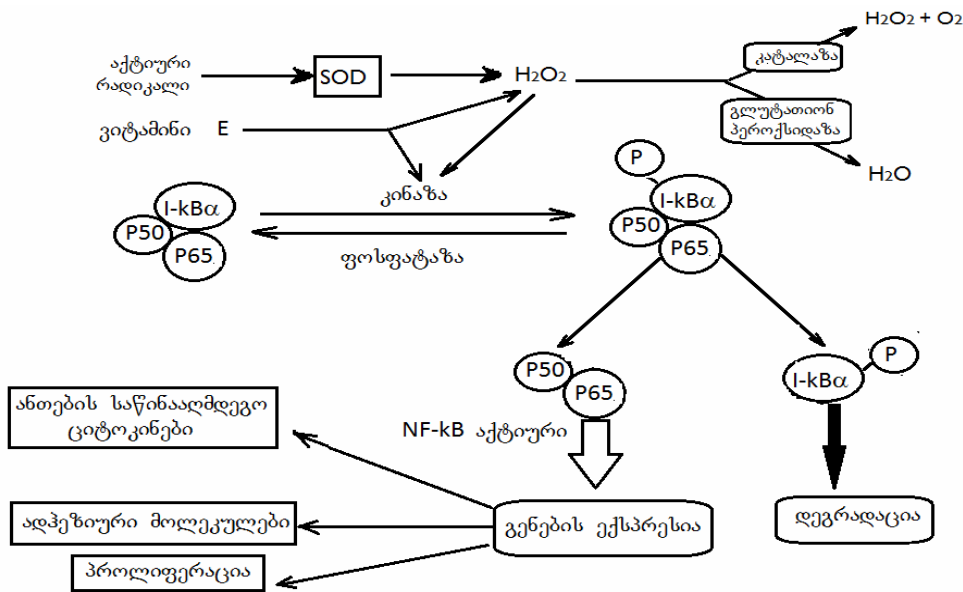 H₂O₂ + O₂
აქტიური
რადიკალი
SOD
H₂O₂
კატალაზა
გლუტათიონ
პეროქსიდაზა
H₂O
ვიტამინი E
კინაზა
ფოსფატაზა
I-kBα
P50
P65
P
I-kBα
P50
P65
P50
P65
NF-kB აქტიური
I-kBα
P
ანთების საწინააღმდეგო
ციტოკინები
ადჰეზიური მოლეკულები
პროლიფერაცია
გენების ექსპრესია
დეგრადაცია